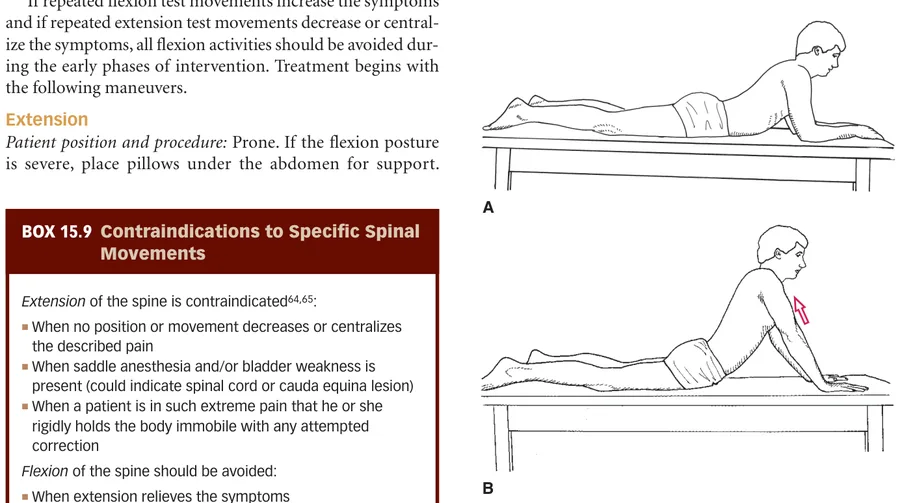 If repeated flexion test movements increase the symptoms
and if repeated extension test movements decrease or central-
ize the symptoms, all flexion activities should be avoided dur-
ing the early phases of intervention. Treatment begins with
the following maneuvers.
Extension
Patient position and procedure: Prone. If the flexion posture
is severe, place pillows under the abdomen for support.
BOX 15.9 Contraindications to Specific Spinal
Movements
Extension of the spine is contraindicated64,65:
■ When no position or movement decreases or centralizes
the described pain
■ When saddle anesthesia and/or bladder weakness is
present (could indicate spinal cord or cauda equina lesion)
■ When a patient is in such extreme pain that he or she
rigidly holds the body immobile with any attempted
correction
Flexion of the spine should be avoided:
■ When extension relieves the symptoms
A
B